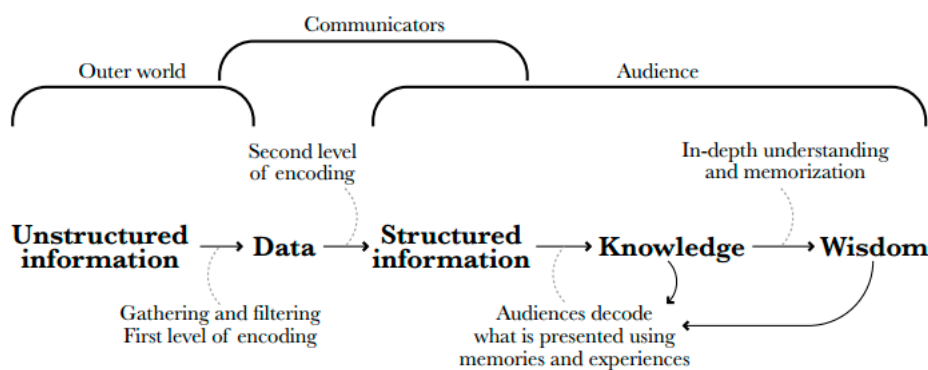 Communicators
Outer world
Audience
Second level
of encoding
In-depth understanding
and memorization
Unstructured
information
Data
Structured
information
Knowledge
Wisdom
Gathering and filtering
First level of encoding
Audiences decode
what is presented using
memories and experiences